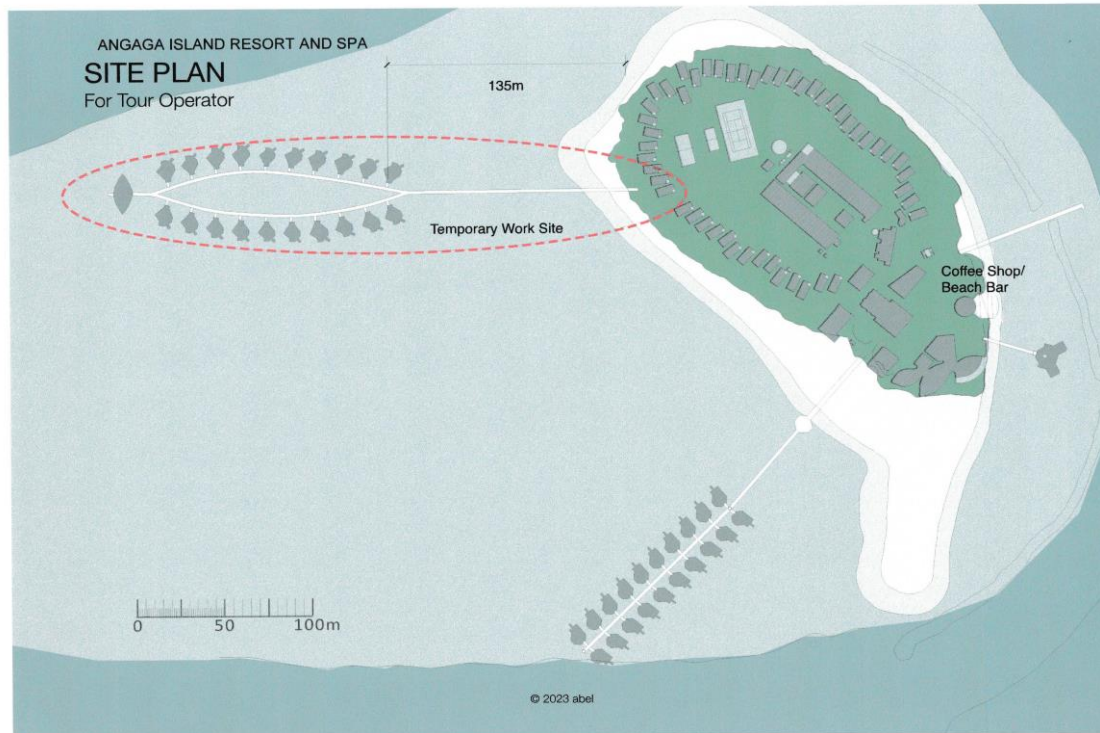 ANGAGA ISLAND RESORT AND SPA
SITE PLAN
For Tour Operator
135m
Temporary Work Site
Coffee Shop/
Beach Bar
0 50 100m
© 2023 abel